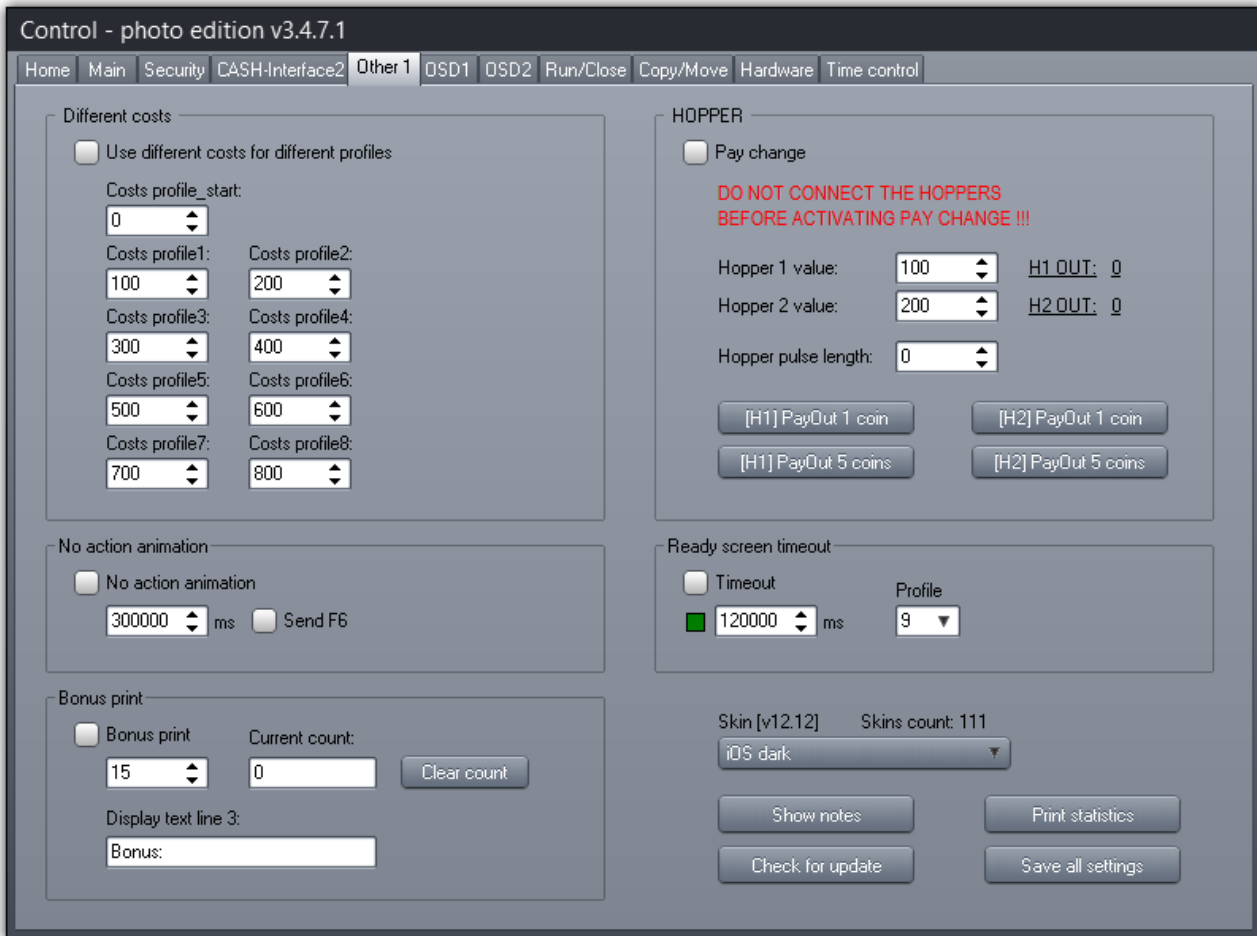 Control - photo edition v3.4.7.1
Home Main Security CASH-Interface2 Other 1 OSD1 OSD2 Run/Close Copy/Move Hardware Time control
Different costs
Use different costs for different profiles
Costs profile_start:
0
Costs profile1: Costs profile2:
100 200
Costs profile3: Costs profile4:
300 400
Costs profile5: Costs profile6:
500 600
Costs profile7: Costs profile8:
700 800
HOPPER
Pay change
DO NOT CONNECT THE HOPPERS
BEFORE ACTIVATING PAY CHANGE !!!
Hopper 1 value: 100 H1 OUT: 0
Hopper 2 value: 200 H2 OUT: 0
Hopper pulse length: 0
[H1] PayOut 1 coin [H2] PayOut 1 coin
[H1] PayOut 5 coins [H2] PayOut 5 coins
No action animation
No action animation
300000 ms Send F6
Ready screen timeout
Timeout Profile
120000 ms 9
Bonus print
Bonus print Current count:
15 0 Clear count
Display text line 3:
Bonus:
Skin [v12.12] Skins count: 111
iOS dark
Show notes Print statistics
Check for update Save all settings